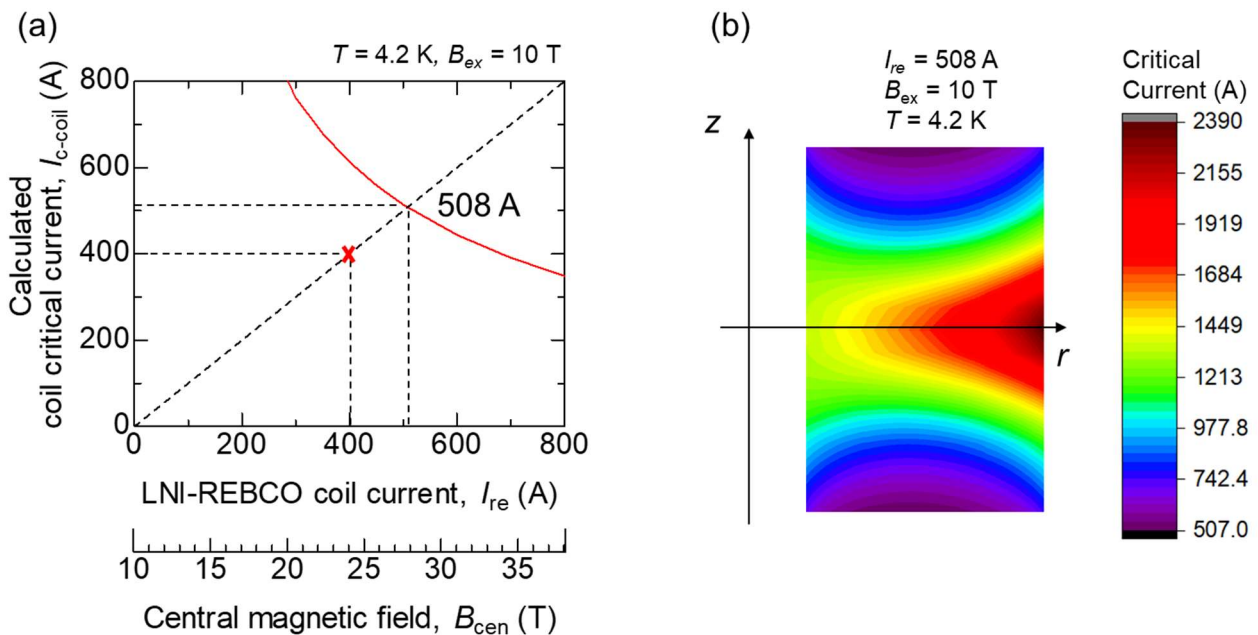 (a)
T = 4.2 K, Bex = 10 T
Calculated
coil critical current, Ic-coil (A)
800
600
400
200
0
508 A
0 200 400 600 800
LNI-REBCO coil current, Ire (A)
10 15 20 25 30 35
Central magnetic field, Bcen (T)
(b)
Ire = 508 A
Bex = 10 T
T = 4.2 K
z
r
Critical
Current (A)
2390
2155
1919
1684
1449
1213
977.8
742.4
507.0